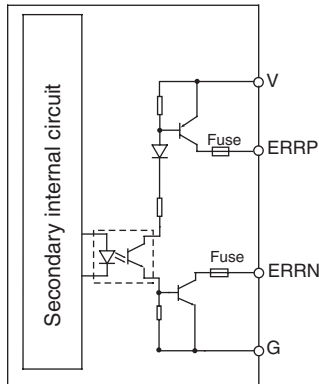 V
Fuse
ERRP
Secondary internal circuit
Fuse
ERRN
G